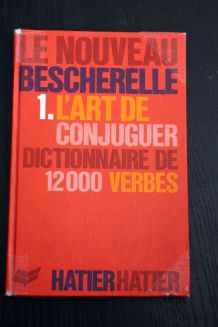 LE NOUVEAU
BESCHERELLE
1. L'ART DE
CONJUGUER
DICTIONNAIRE DE
12000 VERBES
HATIER HATIER